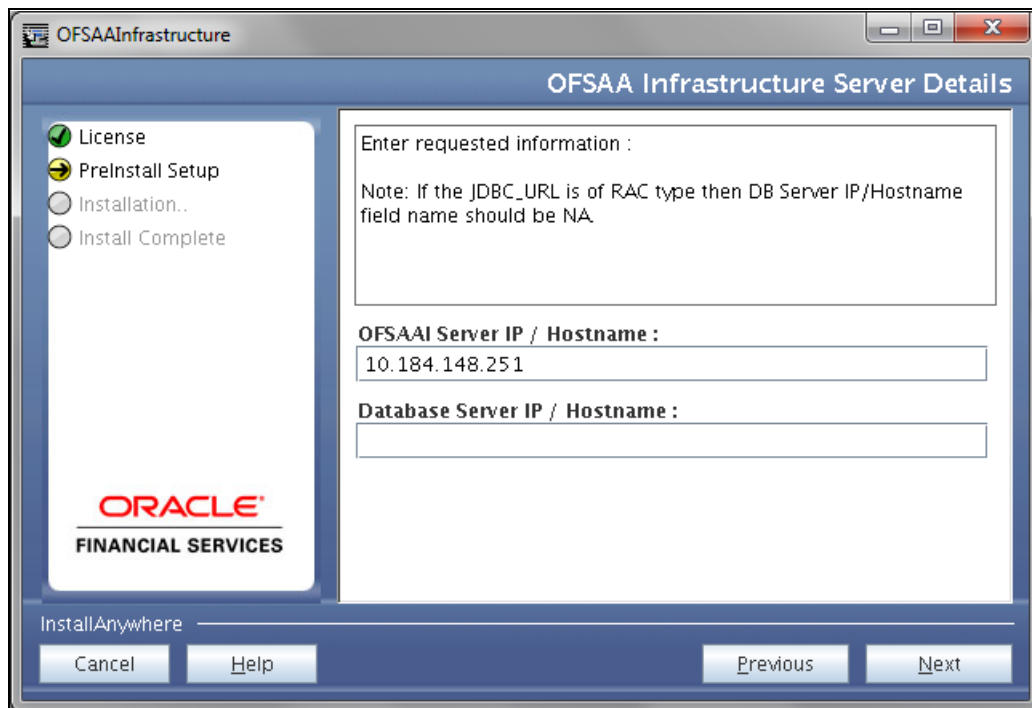 OFSAAInfrastructure
OFSAA Infrastructure Server Details
License
PreInstall Setup
Installation..
Install Complete
ORACLE
FINANCIAL SERVICES
Enter requested information :
Note: If the JDBC_URL is of RAC type then DB Server IP/Hostname
field name should be NA.
OFSAAI Server IP / Hostname :
10.184.148.251
Database Server IP / Hostname :
InstallAnywhere
Cancel
Help
Previous
Next